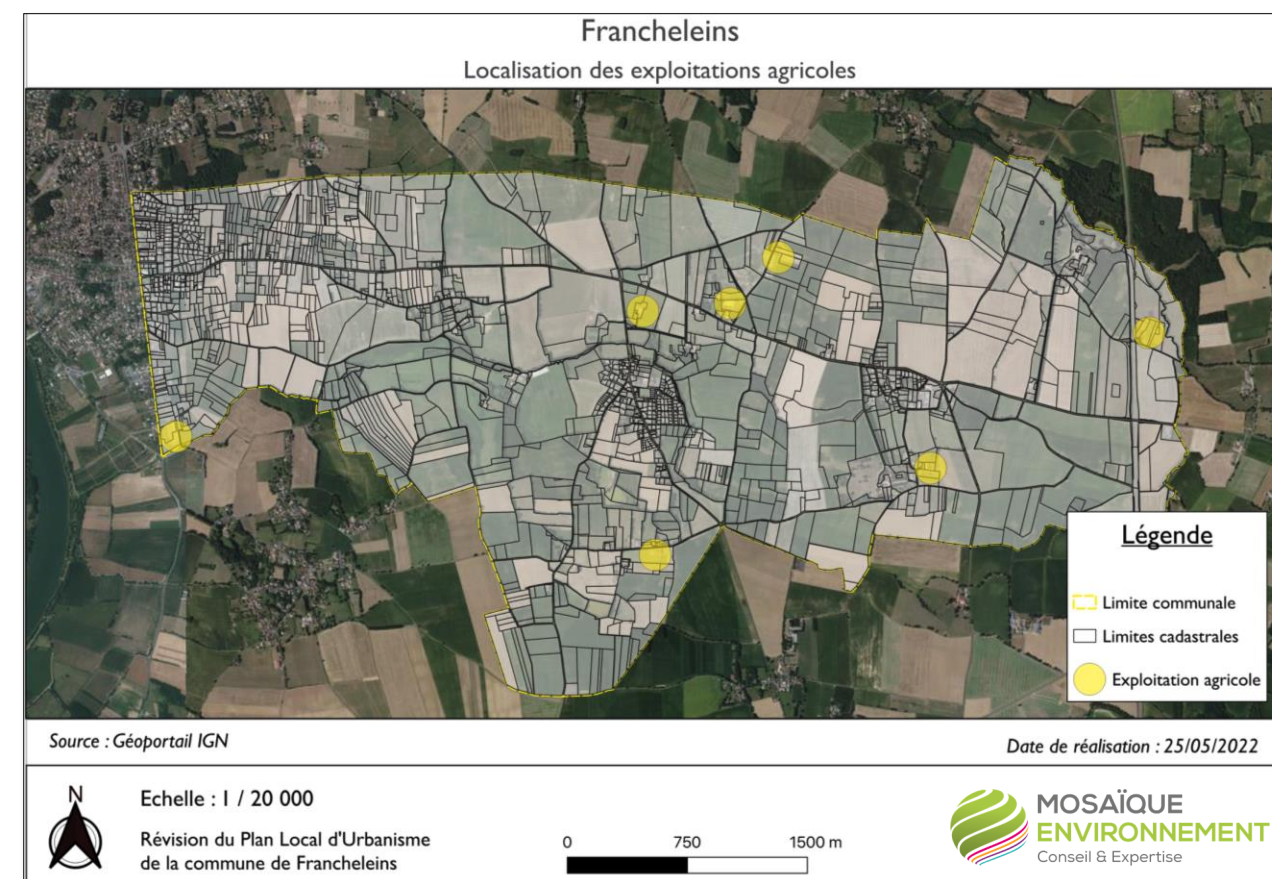 Francheleins
Localisation des exploitations agricoles
Légende
Limite communale
Limites cadastrales
Exploitation agricole
Source : Géoportail IGN
Date de réalisation : 25/05/2022
N
Echelle : 1 / 20 000
Révision du Plan Local d'Urbanisme
de la commune de Francheleins
0 750 1500 m
MOSAÏQUE
ENVIRONNEMENT
Conseil & Expertise